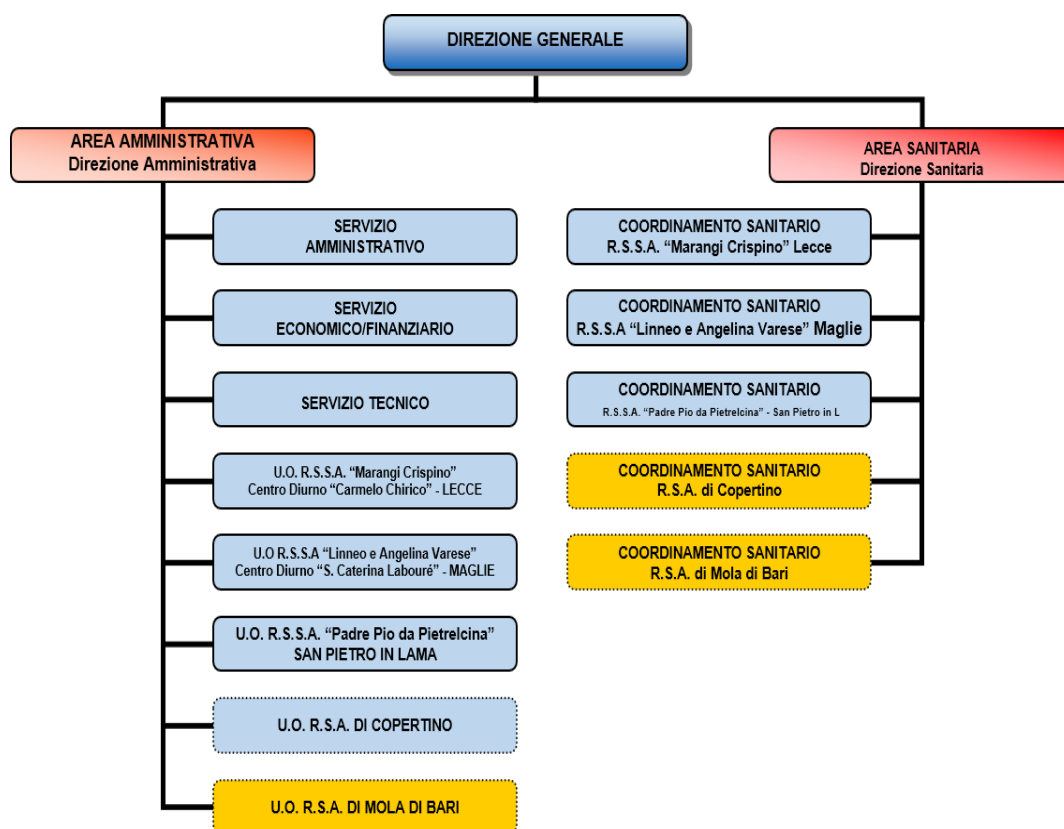 DIREZIONE GENERALE
AREA AMMINISTRATIVA
Direzione Amministrativa
AREA SANITARIA
Direzione Sanitaria
SERVIZIO
AMMINISTRATIVO
SERVIZIO
ECONOMICO/FINANZIARIO
SERVIZIO TECNICO
U.O. R.S.S.A. “Marangi Crispino”
Centro Diurno “Carmelo Chirico” - LECCE
U.O R.S.S.A “Linneo e Angelina Varese”
Centro Diurno “S. Caterina Labouré” - MAGLIE
U.O. R.S.S.A. “Padre Pio da Pietrelcina”
SAN PIETRO IN LAMA
U.O. R.S.A. DI COPERTINO
U.O. R.S.A. DI MOLA DI BARI
COORDINAMENTO SANITARIO
R.S.S.A. “Marangi Crispino” Lecce
COORDINAMENTO SANITARIO
R.S.S.A “Linneo e Angelina Varese” Maglie
COORDINAMENTO SANITARIO
R.S.S.A. “Padre Pio da Pietrelcina” - San Pietro in L
COORDINAMENTO SANITARIO
R.S.A. di Copertino
COORDINAMENTO SANITARIO
R.S.A. di Mola di Bari